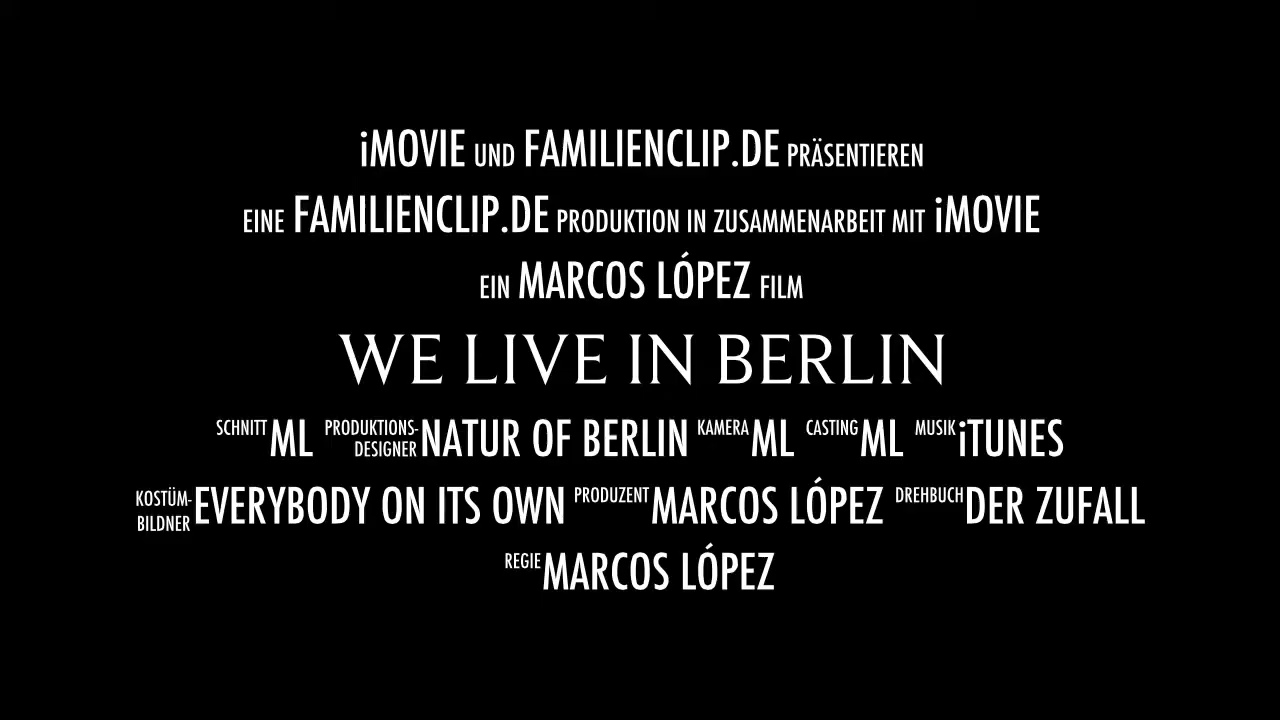 iMOVIE UND FAMILIENCLIP.DE PRÄSENTIEREN
EINE FAMILIENCLIP.DE PRODUKTION IN ZUSAMMENARBEIT MIT iMOVIE
EIN MARCOS LÓPEZ FILM
WE LIVE IN BERLIN
SCHNITT ML PRODUKTIONS-DESIGNER NATUR OF BERLIN KAMERA ML CASTING ML MUSIK iTUNES
KOSTÜM-BILDNER EVERYBODY ON ITS OWN PRODUZENT MARCOS LÓPEZ DREHBUCH DER ZUFALL
REGIE MARCOS LÓPEZ